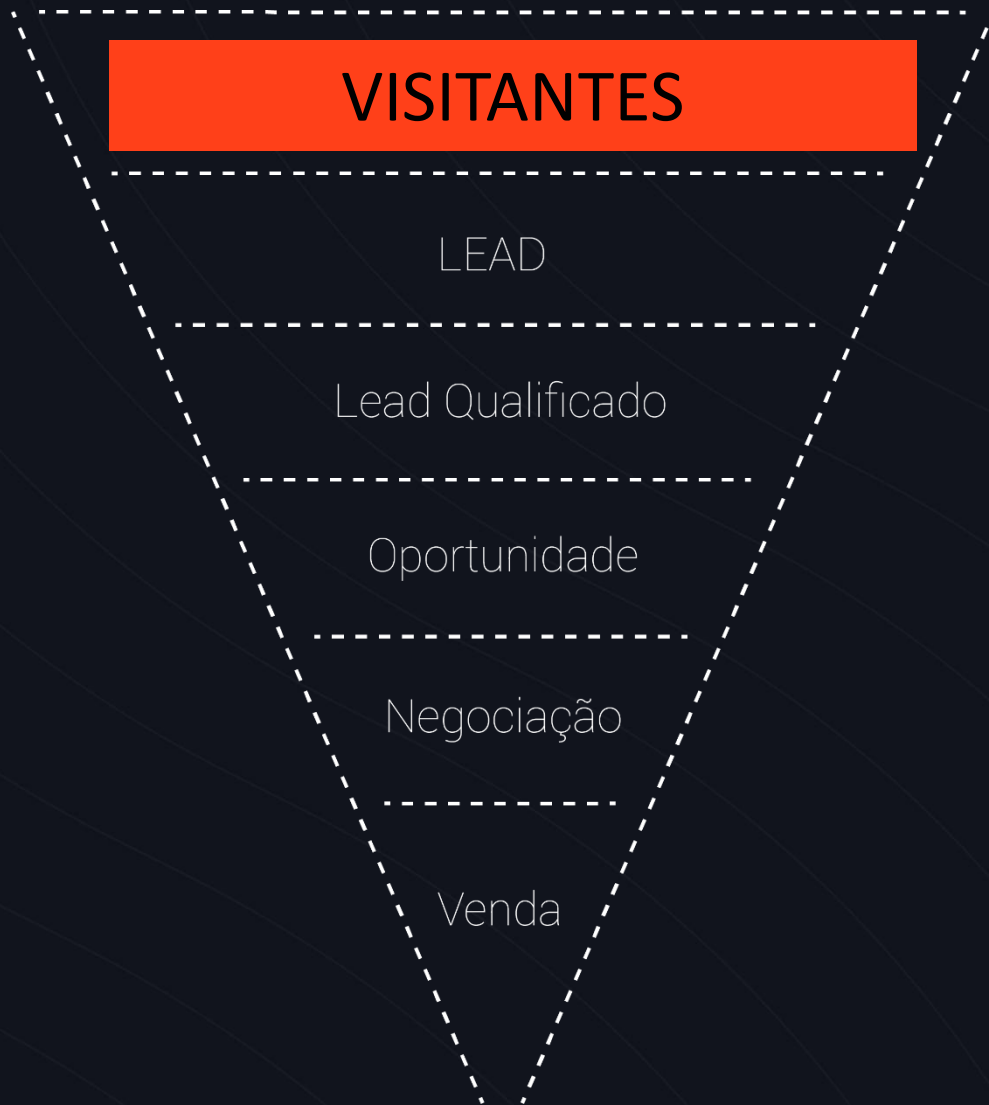 VISITANTES
LEAD
Lead Qualificado
Oportunidade
Negociação
Venda